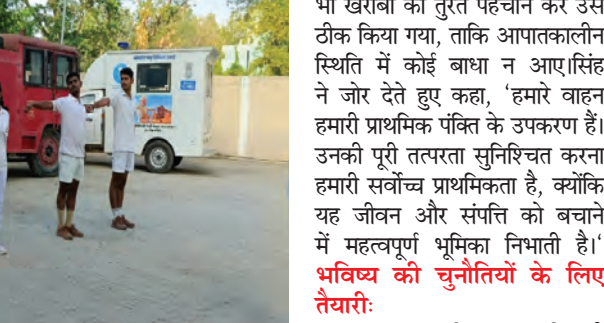 भी खराबी को तुरंत पहचान कर उसे
ठीक किया गया, ताकि आपातकालीन
स्थिति में कोई बाधा न आए।सिंह
ने जोर देते हुए कहा, ‘हमारे वाहन
हमारी प्राथमिक पंक्ति के उपकरण हैं।
उनकी पूरी तत्परता सुनिश्चित करना
हमारी सर्वोच्च प्राथमिकता है, क्योंकि
यह जीवन और संपत्ति को बचाने
में महत्वपूर्ण भूमिका निभाती है।‘
भविष्य की चुनौतियों के लिए
तैयारीः